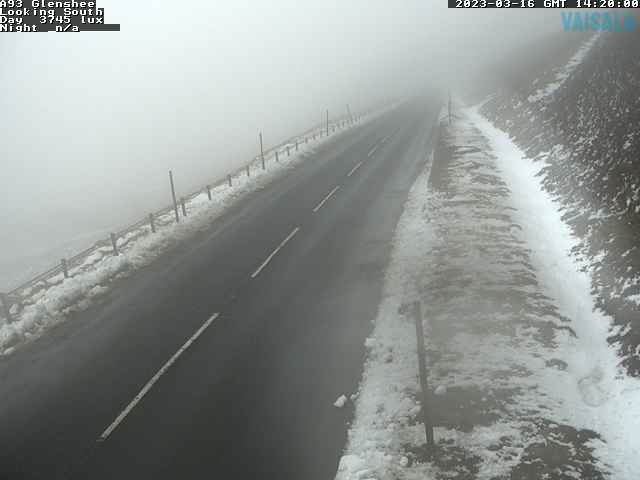 A93 Glenshee
Looking South
Day 3745 lux
Night n/a
2023-03-16 GMT 14:20:00
VAISALA